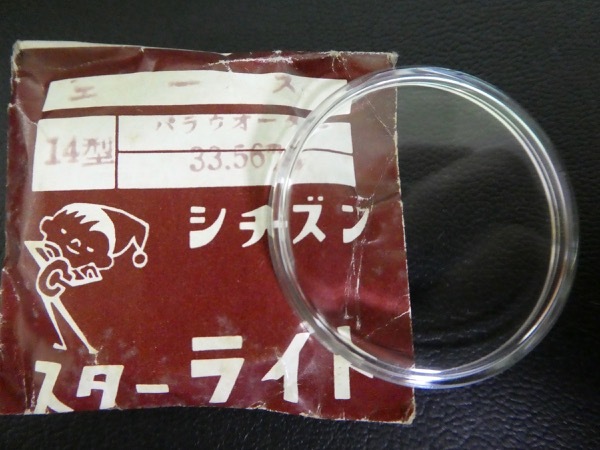 エース
14型
パラウオーター
33.567%
シチズン
スターライト